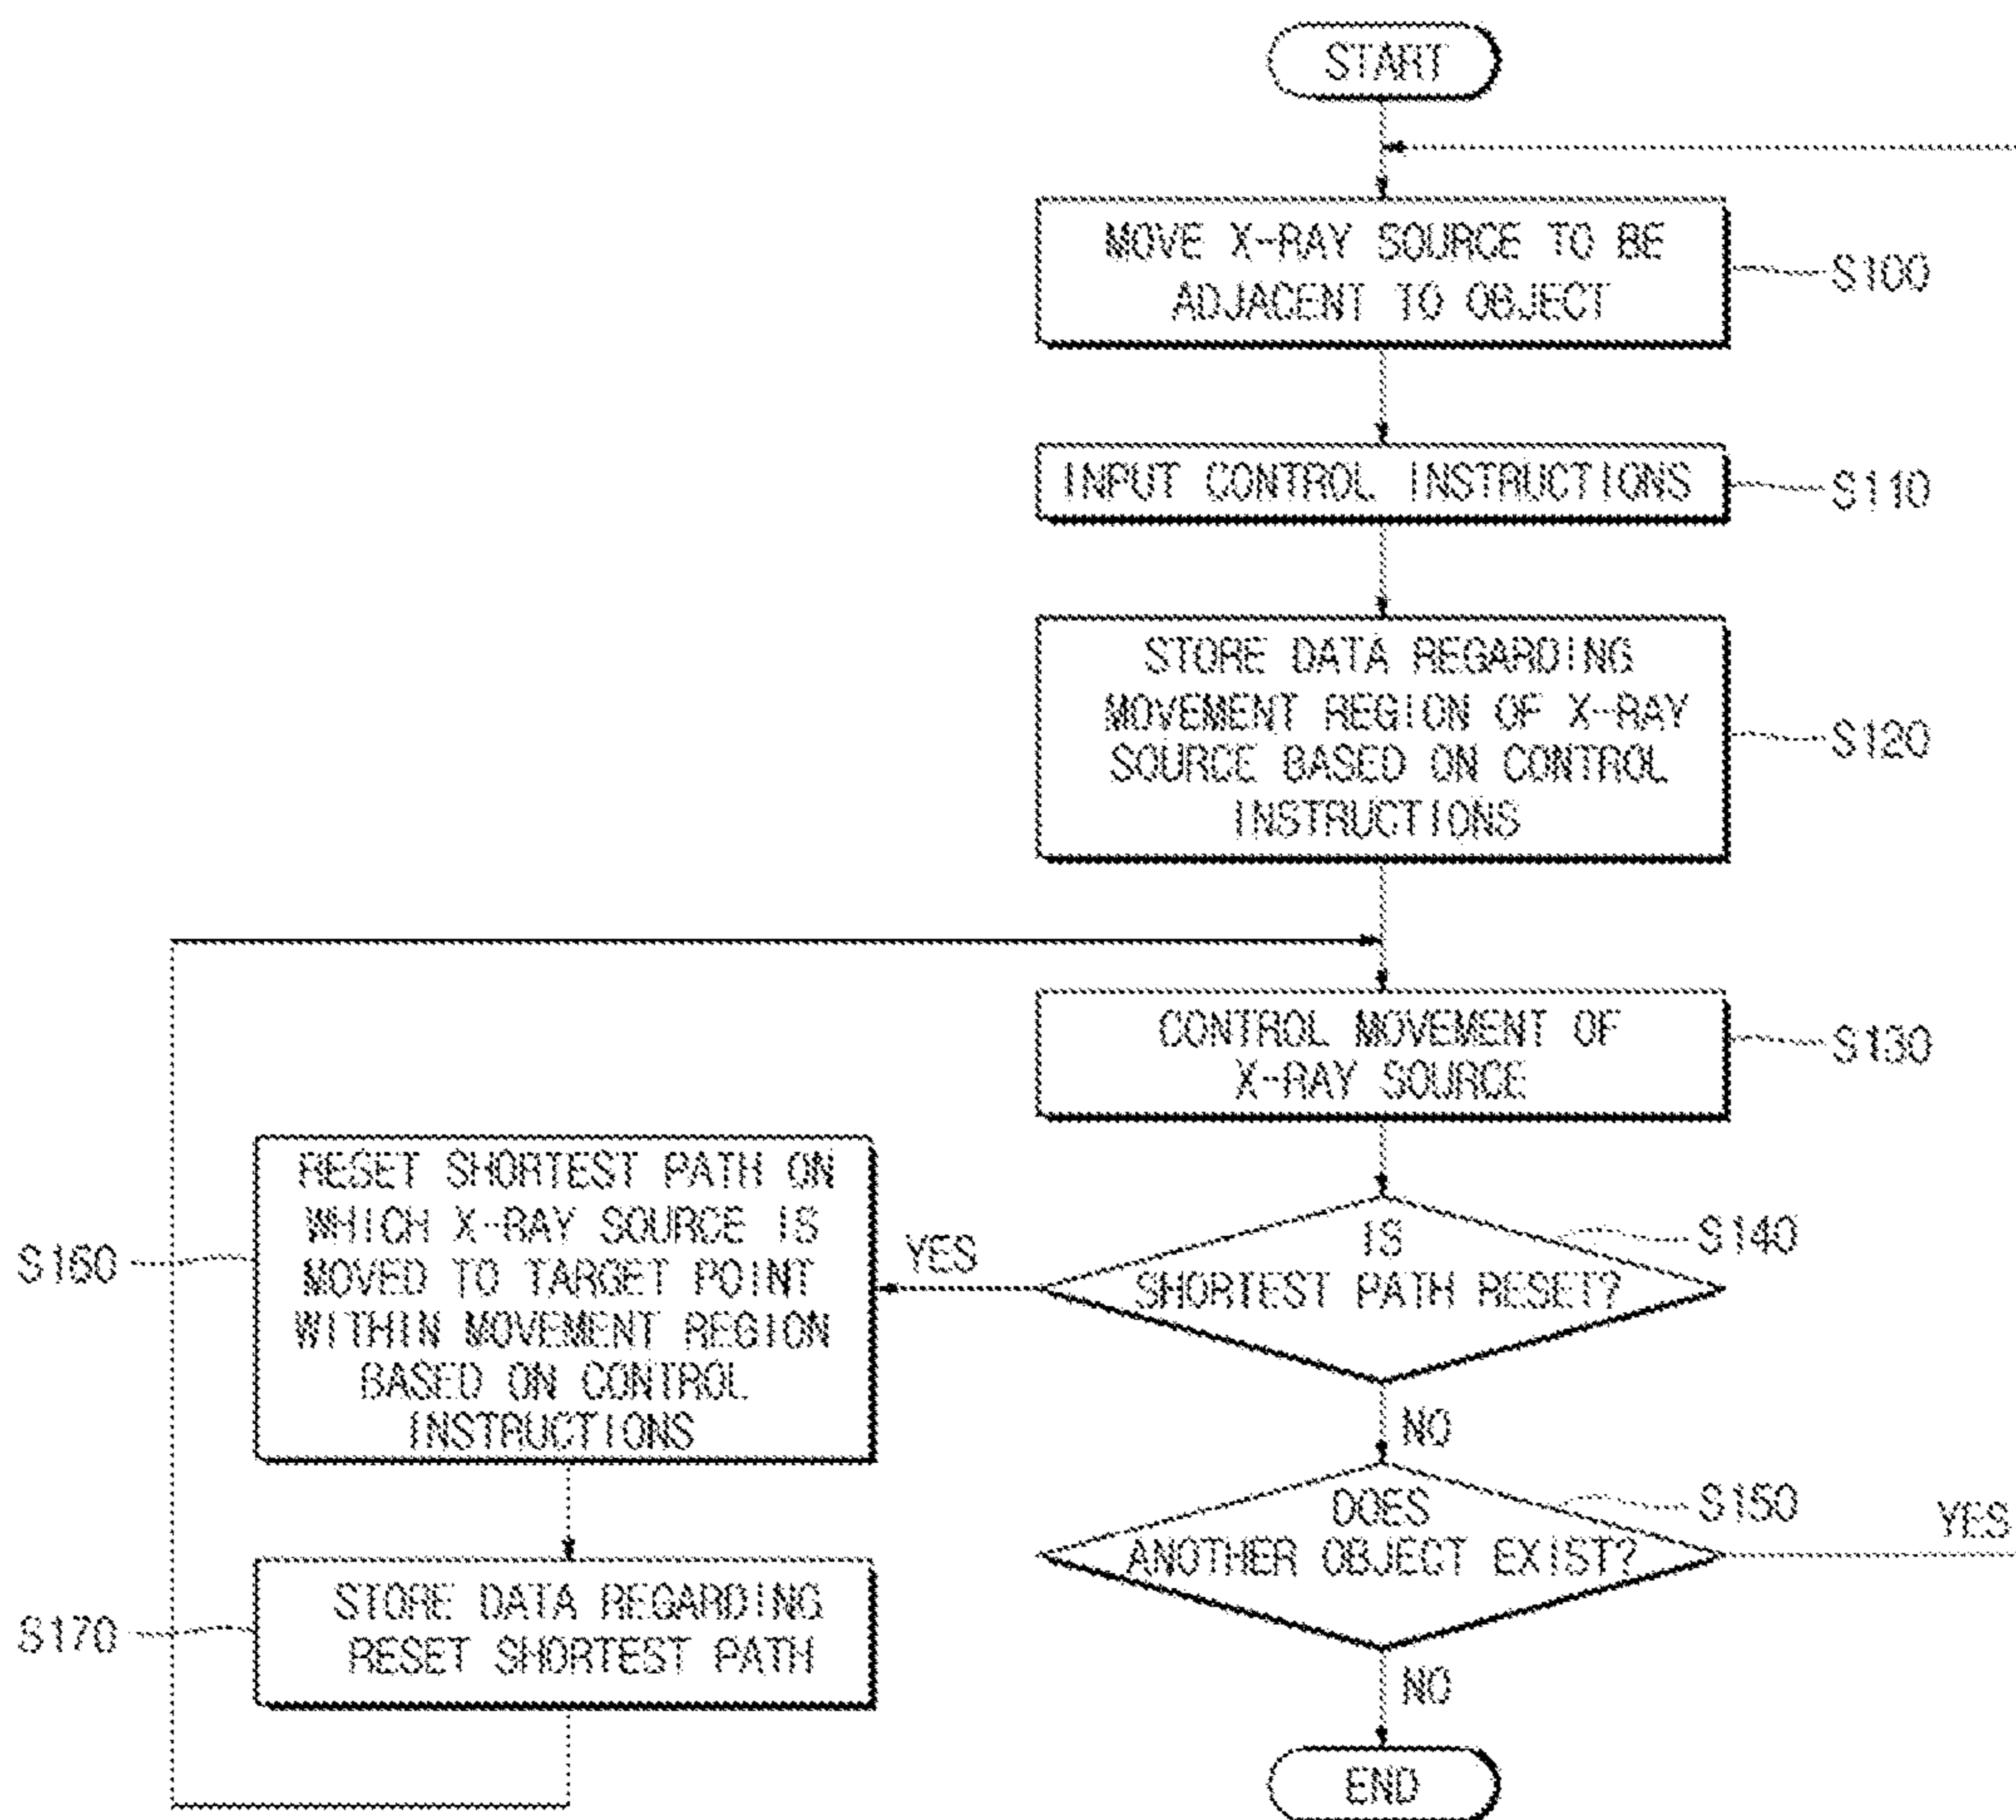 START
MOVE X-RAY SOURCE TO BE
ADJACENT TO OBJECT
S100
INPUT CONTROL INSTRUCTIONS
S110
STORE DATA REGARDING
MOVEMENT REGION OF X-RAY
SOURCE BASED ON CONTROL
INSTRUCTIONS
S120
CONTROL MOVEMENT OF
X-RAY SOURCE
S130
IS
SHORTEST PATH RESET?
S140
YES
NO
RESET SHORTEST PATH ON
WHICH X-RAY SOURCE IS
MOVED TO TARGET POINT
WITHIN MOVEMENT REGION
BASED ON CONTROL
INSTRUCTIONS
S160
DOES
ANOTHER OBJECT EXIST?
S150
YES
NO
STORE DATA REGARDING
RESET SHORTEST PATH
S170
END